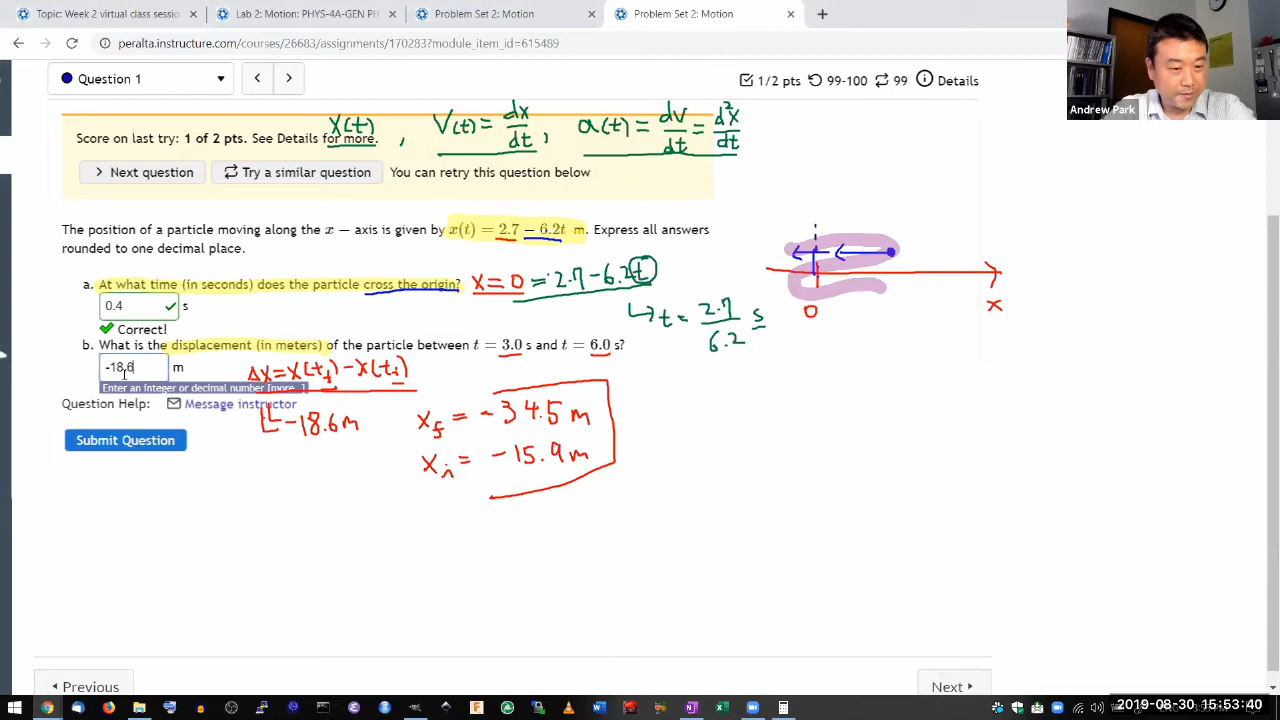 Topic: Week 2 virtual class session
Lab 2: Motion: PHYS-4A-GEN PH
Problem Set 2: Motion
Problem Set 2: Motion
peralta.instructure.com/courses/26683/assignments/170283?module_item_id=615489
Question 1
1/2 pts
99-100
99
Details
Andrew Park
x(t) , V(t) = dx/dt ; a(t) = dv/dt = d²x/dt
Score on last try: 1 of 2 pts. See Details for more.
Next question
Try a similar question
You can retry this question below
The position of a particle moving along the x − axis is given by x(t) = 2.7 − 6.2t m. Express all answers
rounded to one decimal place.
a. At what time (in seconds) does the particle cross the origin?
x = 0 = 2.7 - 6.2t
0.4 s
Correct!
t = 2.7/6.2 s
0
x
b. What is the displacement (in meters) of the particle between t = 3.0 s and t = 6.0 s?
-18.6 m
Δx = x(tf) - x(ti)
Enter an integer or decimal number [more..]
Question Help: Message instructor
-18.6 m
xf = -34.5 m
xi = -15.9 m
Submit Question
Previous
Next
2019-08-30 15:53:40